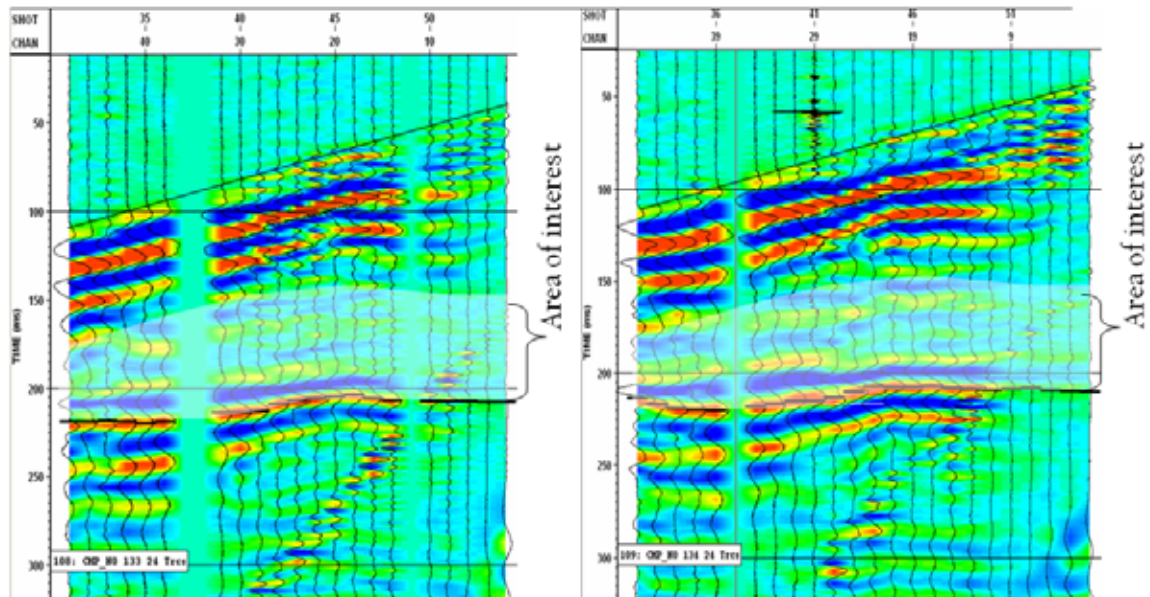 SHOT 35 40 45 50
CHAN 40 30 20 10
50
100
150
200
250
300
TIME (ms)
Area of interest
108: CMP_NO 133 24 Trcs
SHOT 36 41 46 51
CHAN 39 29 19 9
50
100
150
200
250
300
TIME (ms)
Area of interest
109: CMP_NO 134 24 Trcs